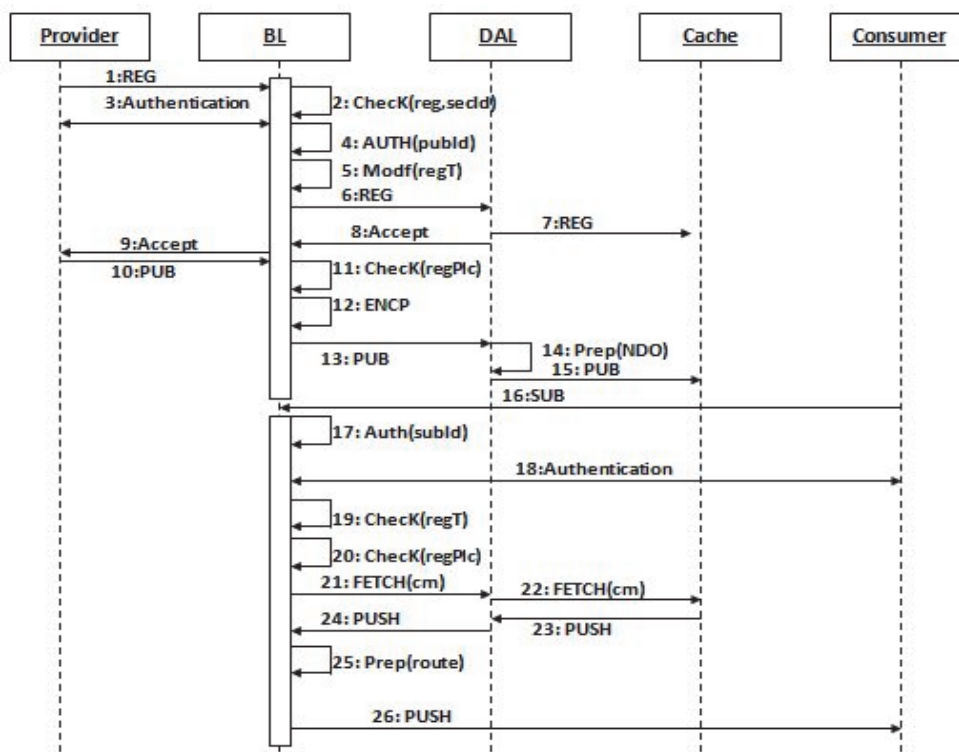 Provider
BL
DAL
Cache
Consumer
1:REG
2: ChecK(reg,secId)
3:Authentication
4: AUTH(pubId)
5: Modf(regT)
6:REG
7:REG
8:Accept
9:Accept
10:PUB
11: ChecK(regPlc)
12: ENCP
13: PUB
14: Prep(NDO)
15: PUB
16:SUB
17: Auth(subId)
18:Authentication
19: ChecK(regT)
20: ChecK(regPlc)
21: FETCH(cm)
22: FETCH(cm)
23: PUSH
24: PUSH
25: Prep(route)
26: PUSH